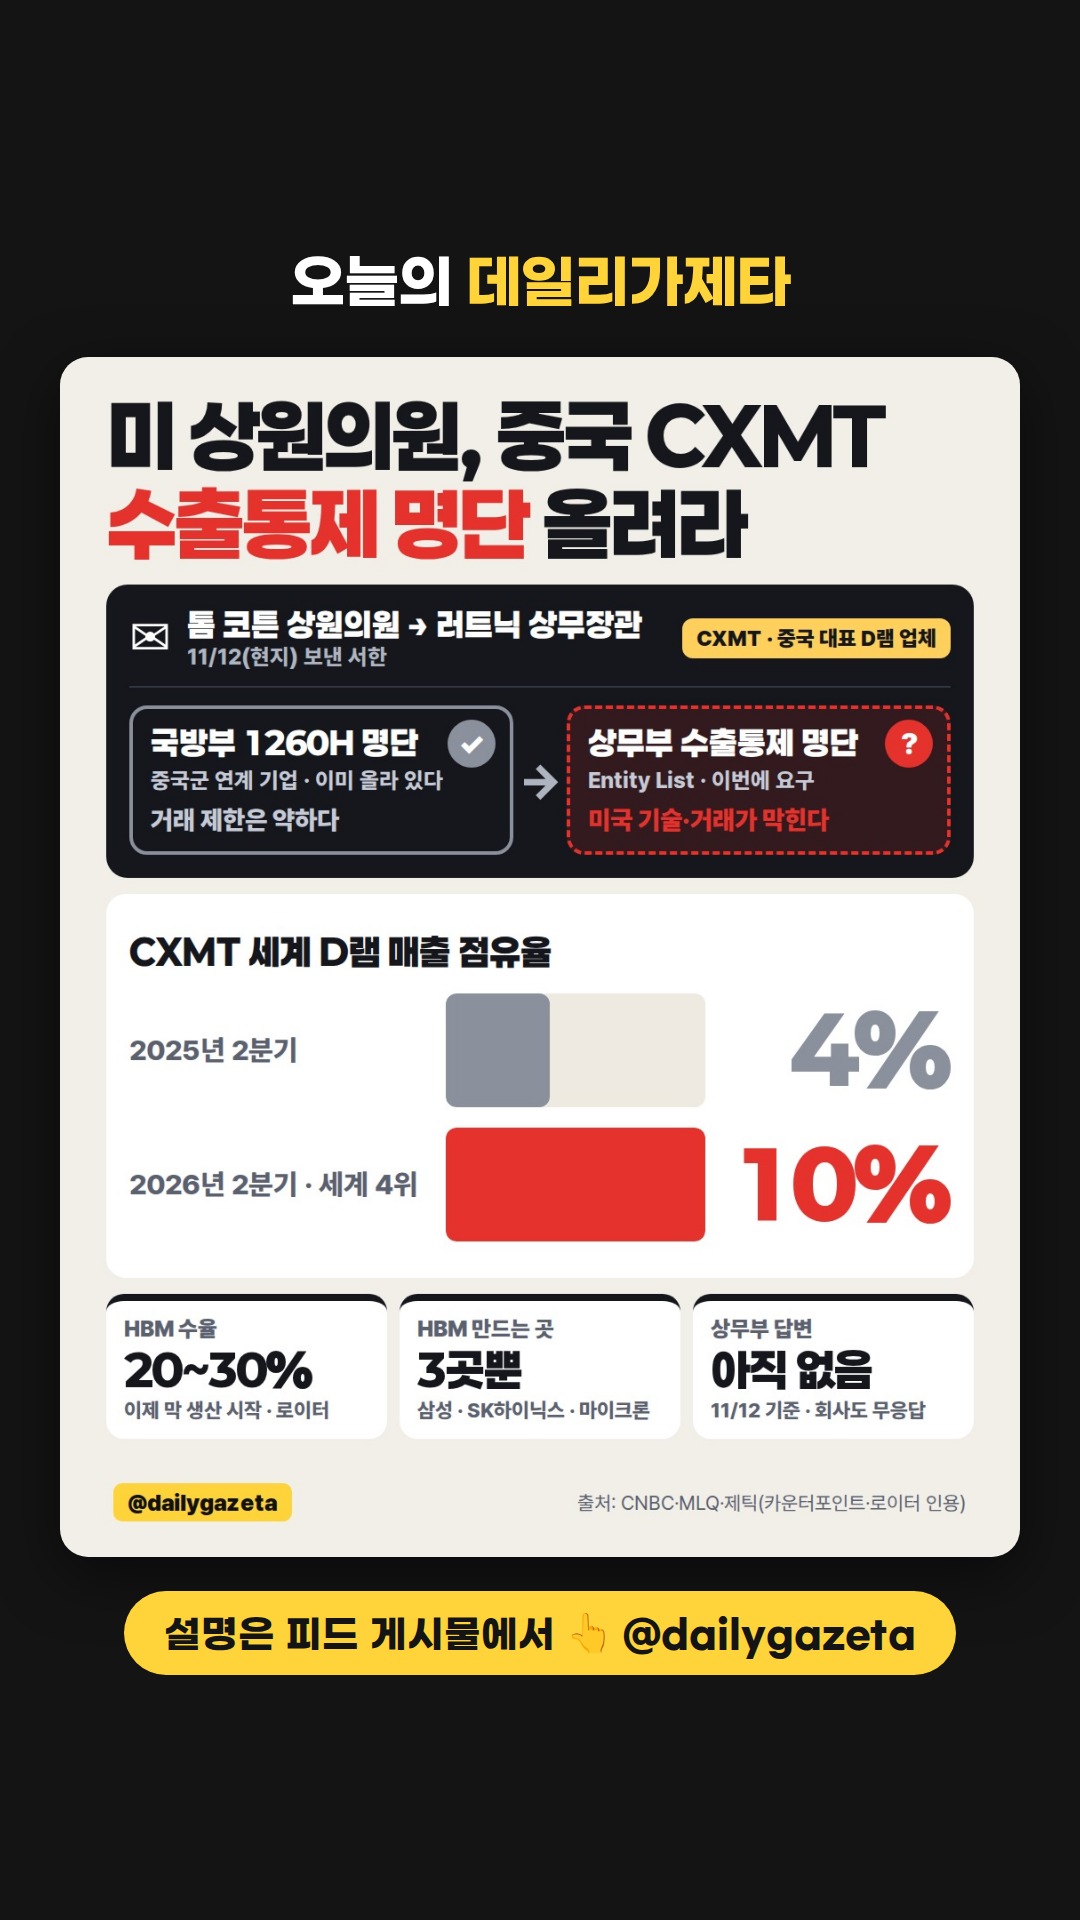 오늘의 데일리가제타
미 상원의원, 중국 CXMT
수출통제 명단 올려라
톰 코튼 상원의원 → 러트닉 상무장관
11/12(현지) 보낸 서한
CXMT · 중국 대표 D램 업체
국방부 1260H 명단
중국군 연계 기업 · 이미 올라 있다
거래 제한은 약하다
→
상무부 수출통제 명단
?
Entity List · 이번에 요구
미국 기술·거래가 막힌다
CXMT 세계 D램 매출 점유율
2025년 2분기
4%
2026년 2분기 · 세계 4위
10%
HBM 수율
20~30%
이제 막 생산 시작 · 로이터
HBM 만드는 곳
3곳뿐
삼성 · SK하이닉스 · 마이크론
상무부 답변
아직 없음
11/12 기준 · 회사도 무응답
@dailygazeta
출처: CNBC·MLQ·제틱(카운터포인트·로이터 인용)
설명은 피드 게시물에서 👆 @dailygazeta